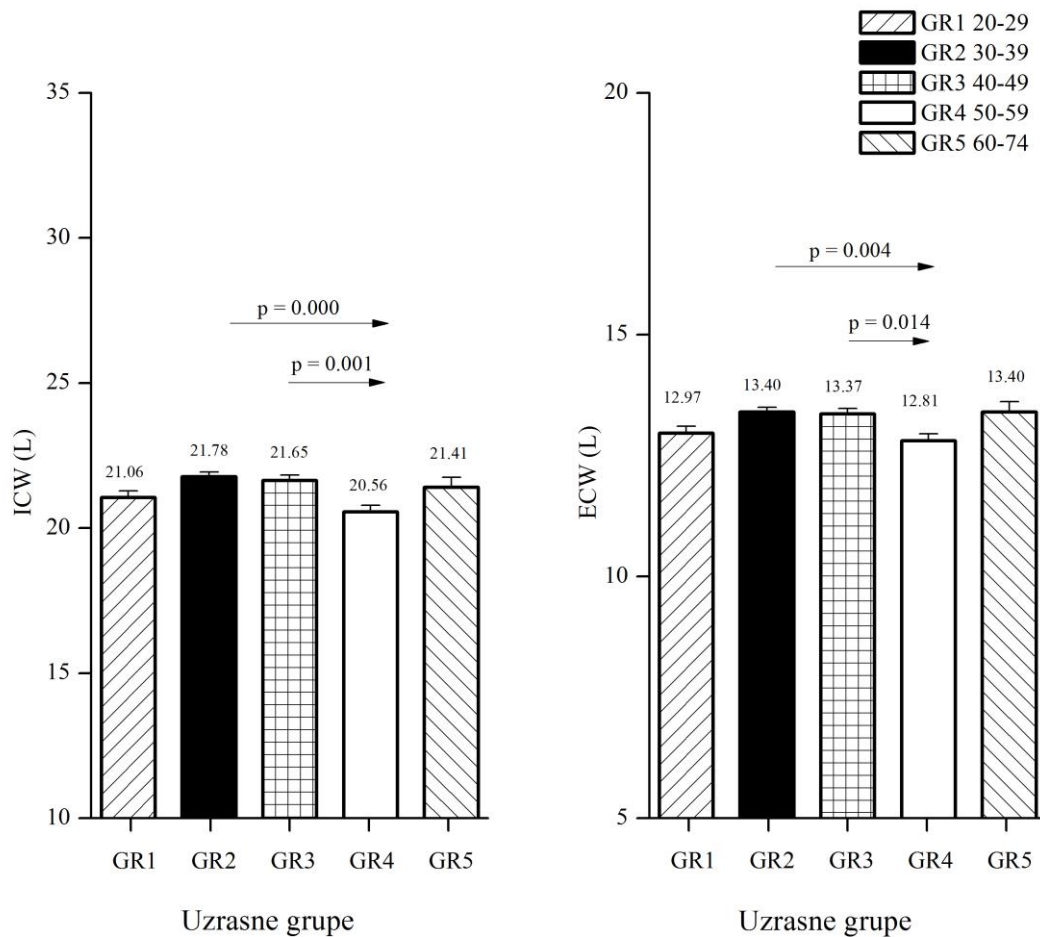 GR1 20-29
GR2 30-39
GR3 40-49
GR4 50-59
GR5 60-74
35
30
25
20
15
10
ICW (L)
p = 0.000
p = 0.001
21.06
21.78
21.65
20.56
21.41
GR1 GR2 GR3 GR4 GR5
Uzrasne grupe
20
15
10
5
ECW (L)
p = 0.004
p = 0.014
12.97
13.40
13.37
12.81
13.40
GR1 GR2 GR3 GR4 GR5
Uzrasne grupe